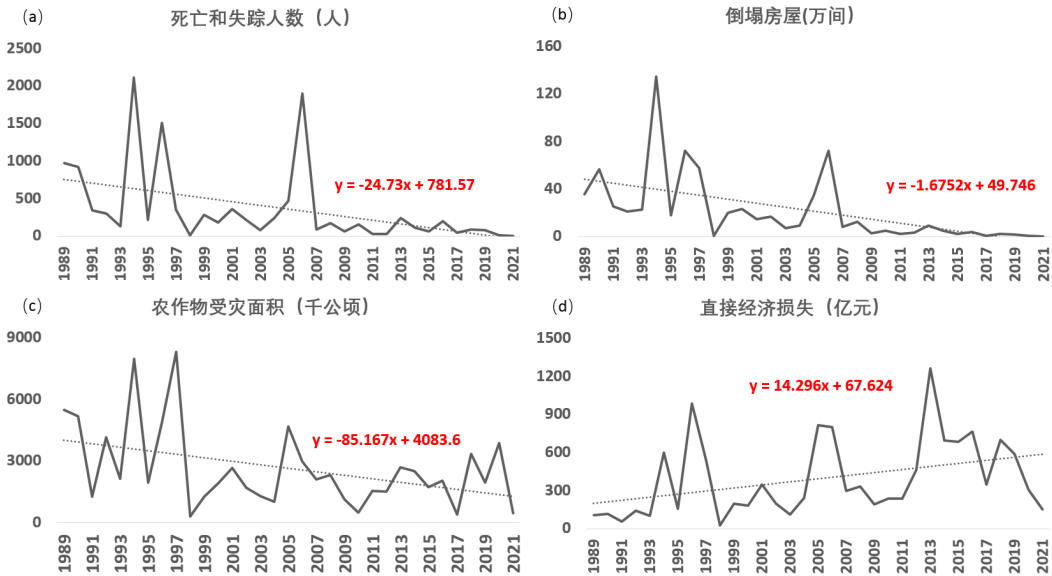 (a)
死亡和失踪人数（人）
2500
2000
1500
1000
500
0
y = -24.73x + 781.57
1989 1991 1993 1995 1997 1999 2001 2003 2005 2007 2009 2011 2013 2015 2017 2019 2021
(b)
倒塌房屋(万间）
160
120
80
40
0
y = -1.6752x + 49.746
1989 1991 1993 1995 1997 1999 2001 2003 2005 2007 2009 2011 2013 2015 2017 2019 2021
(c)
农作物受灾面积（千公顷）
9000
6000
3000
0
y = -85.167x + 4083.6
1989 1991 1993 1995 1997 1999 2001 2003 2005 2007 2009 2011 2013 2015 2017 2019 2021
(d)
直接经济损失（亿元）
1500
1200
900
600
300
0
y = 14.296x + 67.624
1989 1991 1993 1995 1997 1999 2001 2003 2005 2007 2009 2011 2013 2015 2017 2019 2021